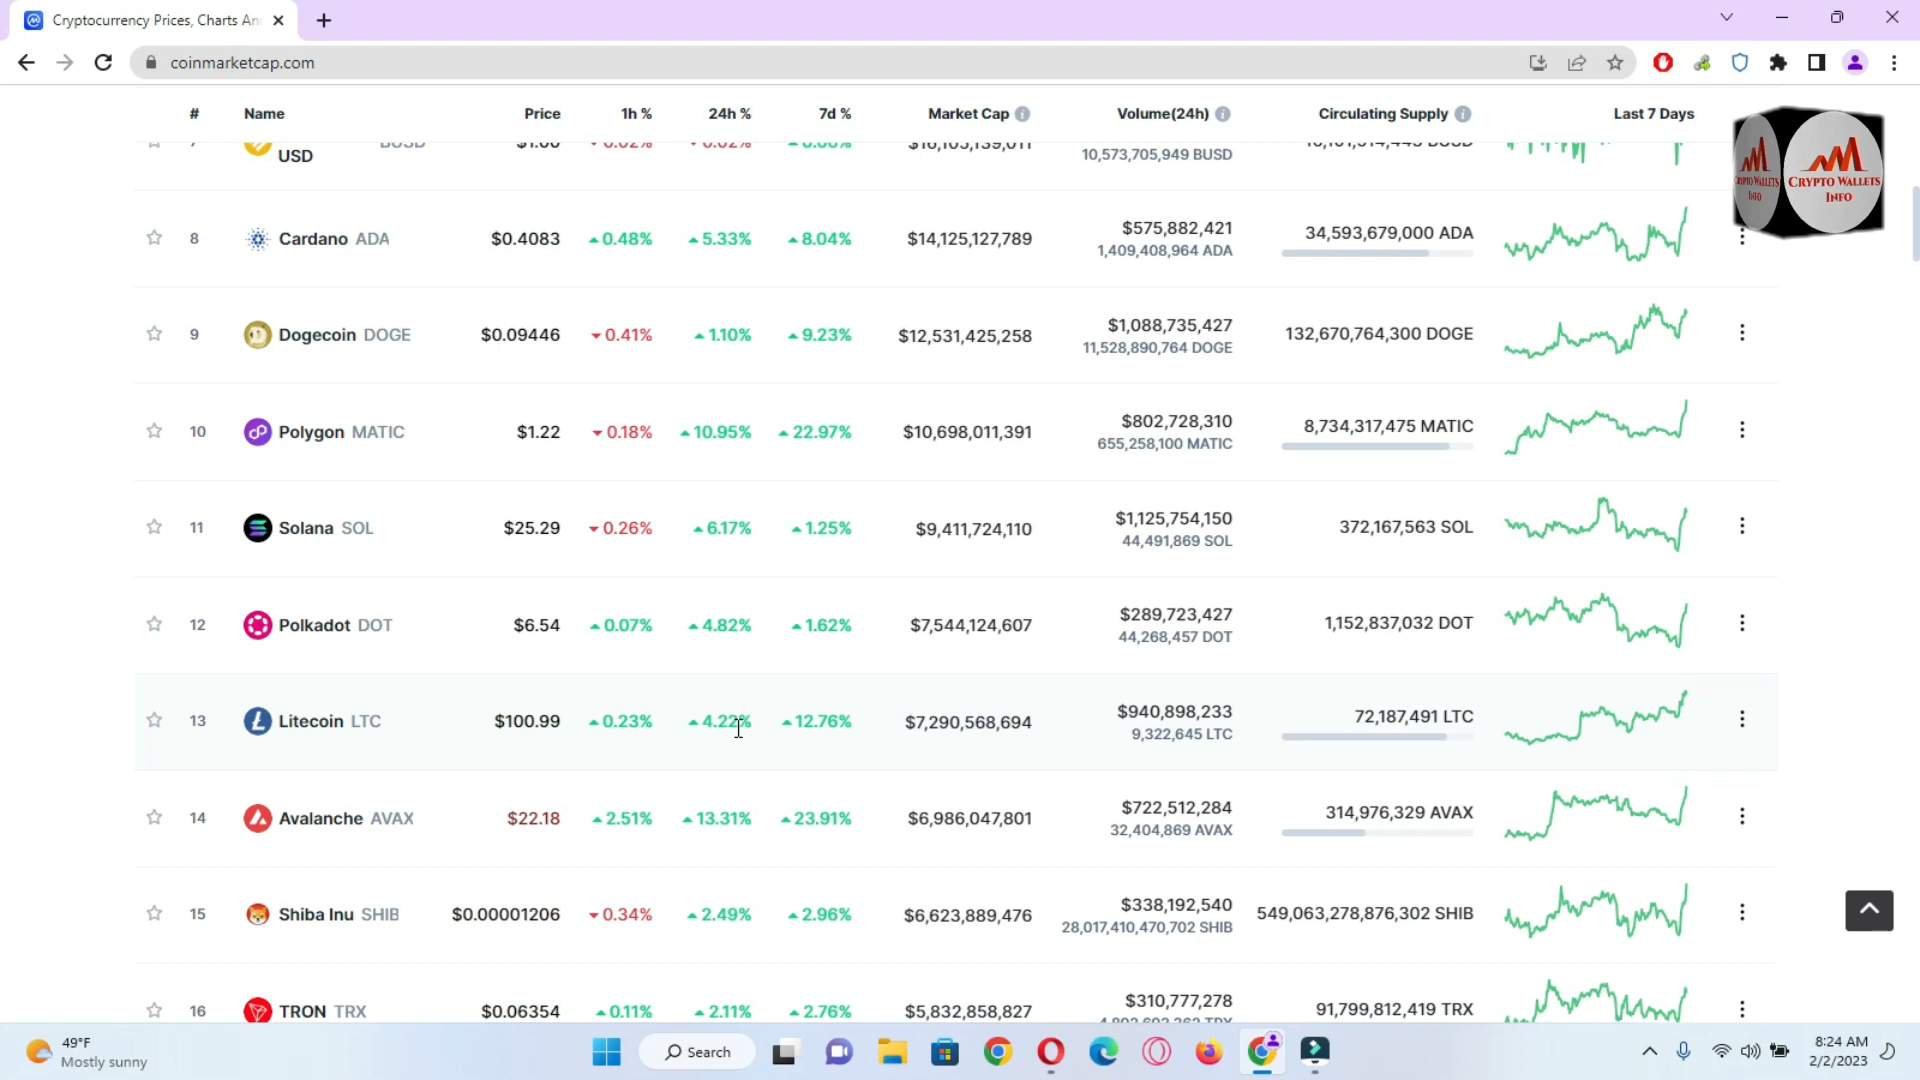 Cryptocurrency Prices, Charts An
coinmarketcap.com
# Name Price 1h % 24h % 7d % Market Cap Volume(24h) Circulating Supply Last 7 Days
USD BUSD $1.00 0.02% 0.02% 0.06% 10,573,705,949 BUSD
8 Cardano ADA $0.4083 0.48% 5.33% 8.04% $14,125,127,789 $575,882,421 34,593,679,000 ADA
1,409,408,964 ADA
9 Dogecoin DOGE $0.09446 0.41% 1.10% 9.23% $12,531,425,258 $1,088,735,427 132,670,764,300 DOGE
11,528,890,764 DOGE
10 Polygon MATIC $1.22 0.18% 10.95% 22.97% $10,698,011,391 $802,728,310 8,734,317,475 MATIC
655,258,100 MATIC
11 Solana SOL $25.29 0.26% 6.17% 1.25% $9,411,724,110 $1,125,754,150 372,167,563 SOL
44,491,869 SOL
12 Polkadot DOT $6.54 0.07% 4.82% 1.62% $7,544,124,607 $289,723,427 1,152,837,032 DOT
44,268,457 DOT
13 Litecoin LTC $100.99 0.23% 4.22% 12.76% $7,290,568,694 $940,898,233 72,187,491 LTC
9,322,645 LTC
14 Avalanche AVAX $22.18 2.51% 13.31% 23.91% $6,986,047,801 $722,512,284 314,976,329 AVAX
32,404,869 AVAX
15 Shiba Inu SHIB $0.00001206 0.34% 2.49% 2.96% $6,623,889,476 $338,192,540 549,063,278,876,302 SHIB
28,017,410,470,702 SHIB
16 TRON TRX $0.06354 0.11% 2.11% 2.76% $5,832,858,827 $310,777,278 91,799,812,419 TRX
CRYPTO WALLETS
INFO
49°F
Mostly sunny
Search
8:24 AM
2/2/2023